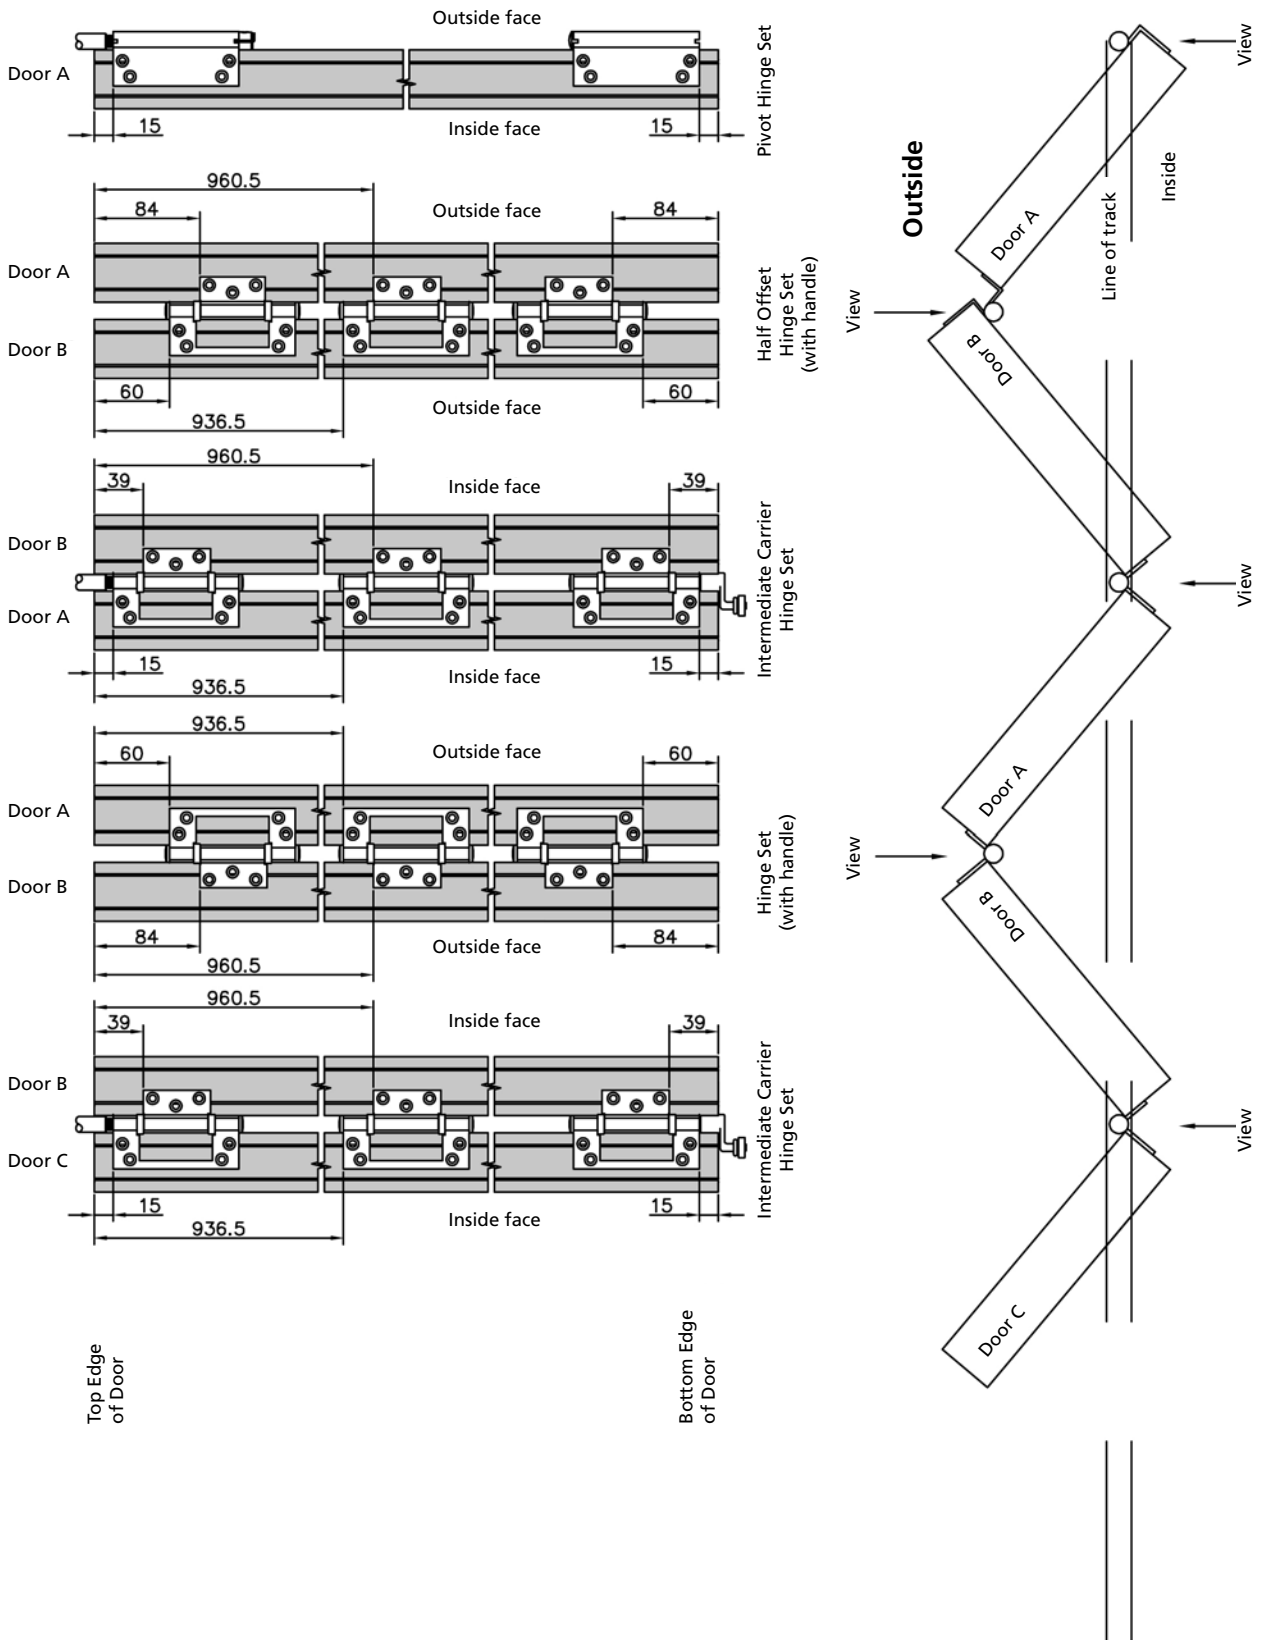 Outside face
Door A
15
Inside face
15
Pivot Hinge Set
960.5
84
Outside face
84
Door A
Door B
60
Outside face
60
936.5
Half Offset
Hinge Set
(with handle)
960.5
39
Inside face
39
Door B
Door A
15
Inside face
15
936.5
Intermediate Carrier
Hinge Set
936.5
60
Outside face
60
Door A
Door B
84
Outside face
84
960.5
Hinge Set
(with handle)
960.5
39
Inside face
39
Door B
Door C
15
Inside face
15
936.5
Intermediate Carrier
Hinge Set
Top Edge
of Door
Bottom Edge
of Door
View
Outside
Inside
Line of track
Door A
View
Door B
View
Door A
View
Door B
View
Door C